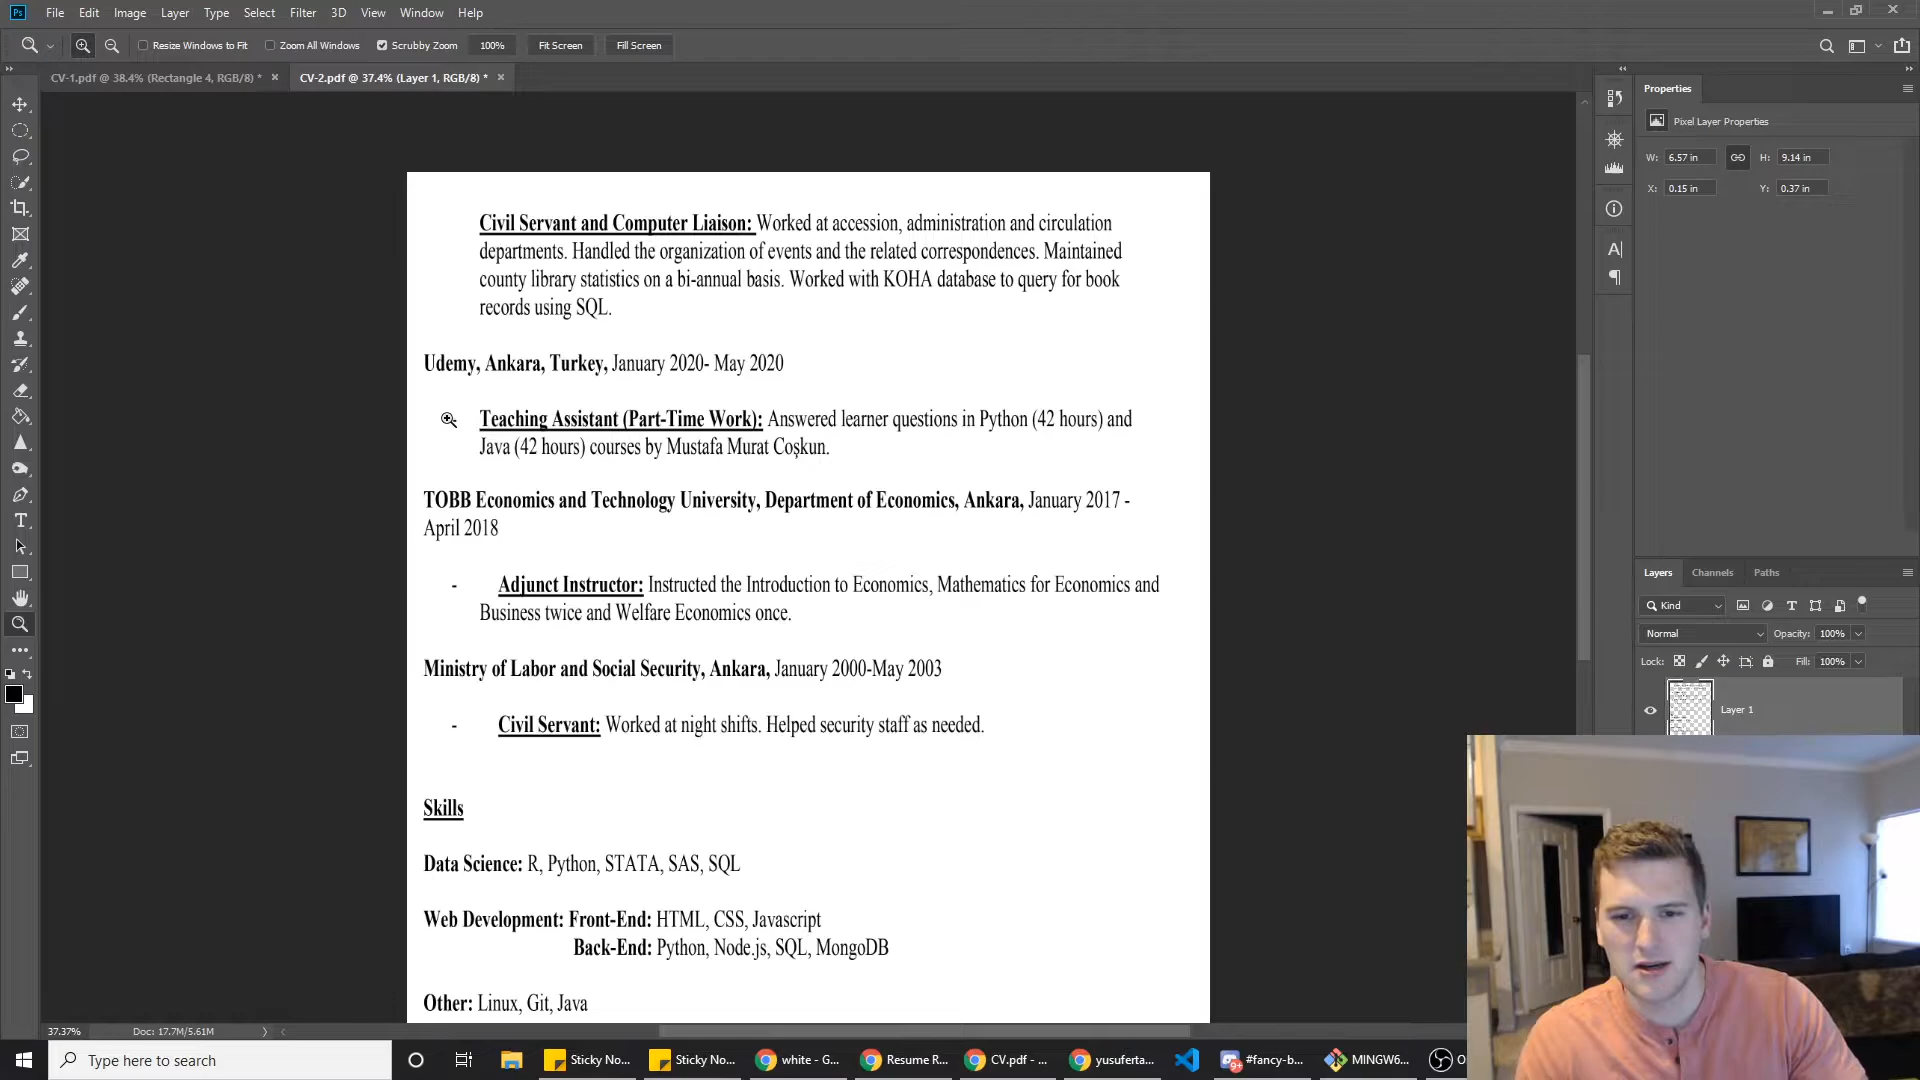 Ps File Edit Image Layer Type Select Filter 3D View Window Help
Resize Windows to Fit Zoom All Windows Scrubby Zoom 100% Fit Screen Fill Screen
CV-1.pdf @ 38.4% (Rectangle 4, RGB/8) * × CV-2.pdf @ 37.4% (Layer 1, RGB/8) * ×
Properties
Pixel Layer Properties
W: 6.57 in H: 9.14 in
X: 0.15 in Y: 0.37 in
Civil Servant and Computer Liaison: Worked at accession, administration and circulation
departments. Handled the organization of events and the related correspondences. Maintained
county library statistics on a bi-annual basis. Worked with KOHA database to query for book
records using SQL.
Udemy, Ankara, Turkey, January 2020- May 2020
Teaching Assistant (Part-Time Work): Answered learner questions in Python (42 hours) and
Java (42 hours) courses by Mustafa Murat Coşkun.
TOBB Economics and Technology University, Department of Economics, Ankara, January 2017 -
April 2018
- Adjunct Instructor: Instructed the Introduction to Economics, Mathematics for Economics and
Business twice and Welfare Economics once.
Ministry of Labor and Social Security, Ankara, January 2000-May 2003
- Civil Servant: Worked at night shifts. Helped security staff as needed.
Skills
Data Science: R, Python, STATA, SAS, SQL
Web Development: Front-End: HTML, CSS, Javascript
Back-End: Python, Node.js, SQL, MongoDB
Other: Linux, Git, Java
Layers Channels Paths
Kind
Normal Opacity: 100%
Lock: Fill: 100%
Layer 1
37.37% Doc: 17.7M/5.61M
Type here to search
Sticky No... Sticky No... white - G... Resume R... CV.pdf - ... yusuferta... #fancy-b... MINGW6... O